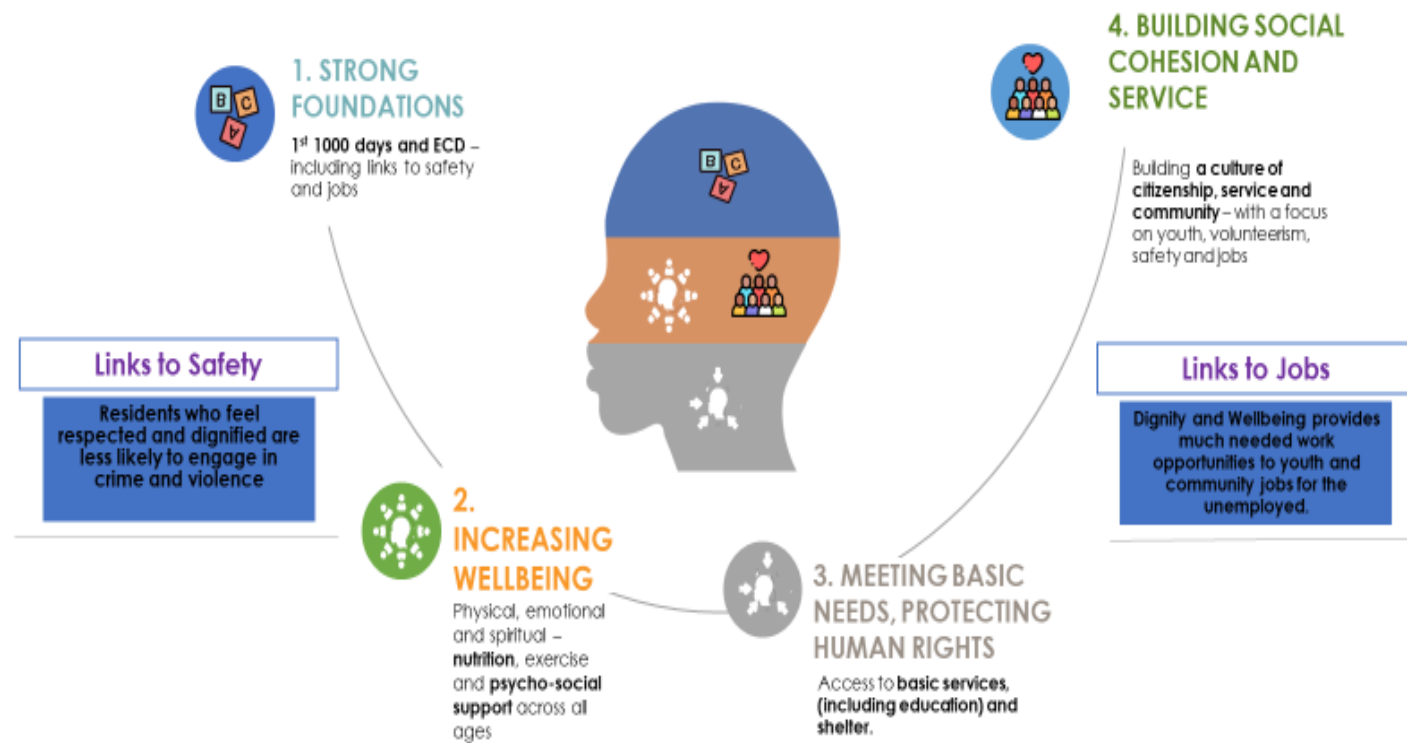 1. STRONG
FOUNDATIONS
1st 1000 days and ECD –
including links to safety
and jobs
B
C
A
B
C
A
4. BUILDING SOCIAL
COHESION AND
SERVICE
Building a culture of
citizenship, service and
community – with a focus
on youth, volunteerism,
safety and jobs
Links to Safety
Residents who feel
respected and dignified are
less likely to engage in
crime and violence
Links to Jobs
Dignity and Wellbeing provides
much needed work
opportunities to youth and
community jobs for the
unemployed.
2.
INCREASING
WELLBEING
Physical, emotional
and spiritual –
nutrition, exercise
and psycho-social
support across all
ages
3. MEETING BASIC
NEEDS, PROTECTING
HUMAN RIGHTS
Access to basic services,
(including education) and
shelter.